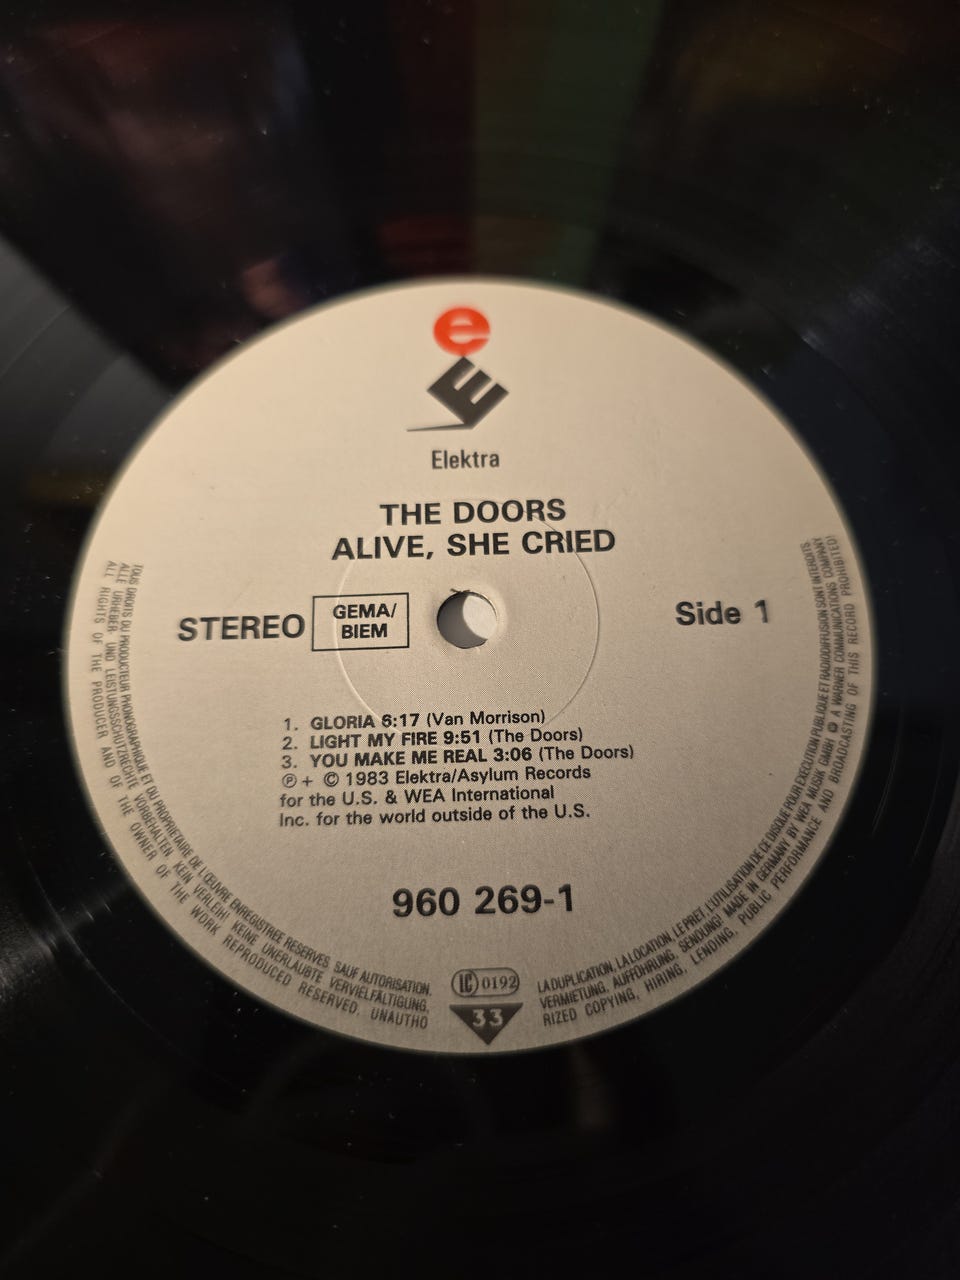 e
E
Elektra
THE DOORS
ALIVE, SHE CRIED
STEREO
GEMA/
BIEM
Side 1
1. GLORIA 6:17 (Van Morrison)
2. LIGHT MY FIRE 9:51 (The Doors)
3. YOU MAKE ME REAL 3:06 (The Doors)
℗ + © 1983 Elektra/Asylum Records
for the U.S. & WEA International
Inc. for the world outside of the U.S.
960 269-1
LC 0192
33
TOUS DROITS DU PRODUCTEUR PHONOGRAPHIQUE ET DU PROPRIETAIRE DE L'ŒUVRE ENREGISTREE RESERVES. SAUF AUTORISATION, LA DUPLICATION, LA LOCATION, LE PRET, L'UTILISATION DE CE DISQUE POUR EXECUTION PUBLIQUE ET RADIODIFFUSION SONT INTERDITS.
ALLE URHEBER- UND LEISTUNGSSCHUTZRECHTE VORBEHALTEN. KEIN VERLEIH! KEINE UNERLAUBTE VERVIELFÄLTIGUNG, VERMIETUNG, AUFFÜHRUNG, SENDUNG! MADE IN GERMANY BY WEA MUSIK GMBH A WARNER COMMUNICATIONS COMPANY
ALL RIGHTS OF THE PRODUCER AND OF THE OWNER OF THE WORK REPRODUCED RESERVED. UNAUTHORIZED COPYING, HIRING, LENDING, PUBLIC PERFORMANCE AND BROADCASTING OF THIS RECORD PROHIBITED!